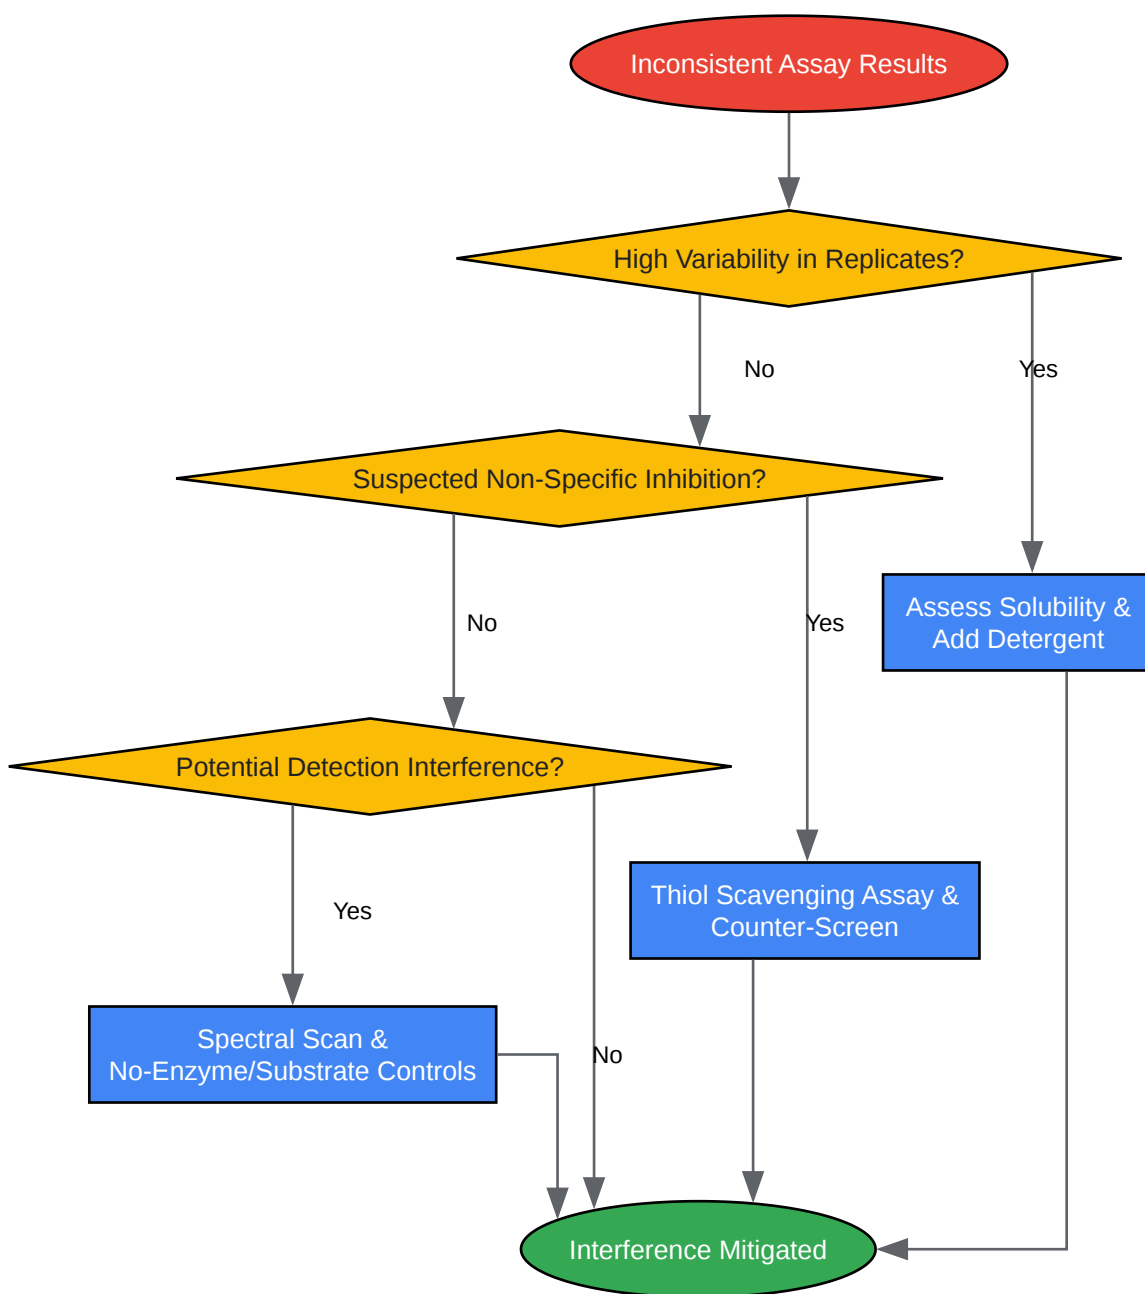 Inconsistent Assay Results
High Variability in Replicates?
No
Yes
Suspected Non-Specific Inhibition?
No
Yes
Assess Solubility &
Add Detergent
Potential Detection Interference?
Yes
Thiol Scavenging Assay &
Counter-Screen
Spectral Scan &
No-Enzyme/Substrate Controls
No
Interference Mitigated